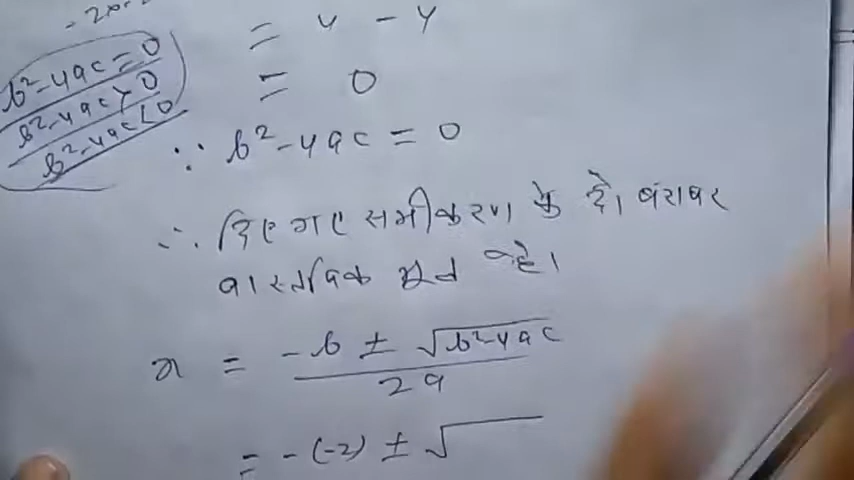 = 4 - 4
b²-4ac=0
b²-4ac>0
b²-4ac<0
= 0
∵ b²-4ac = 0
∴ दिए गए समीकरण के दो बराबर
वास्तविक मूल है।
x = -b ± √b²-4ac / 2a
= -(-2) ± √